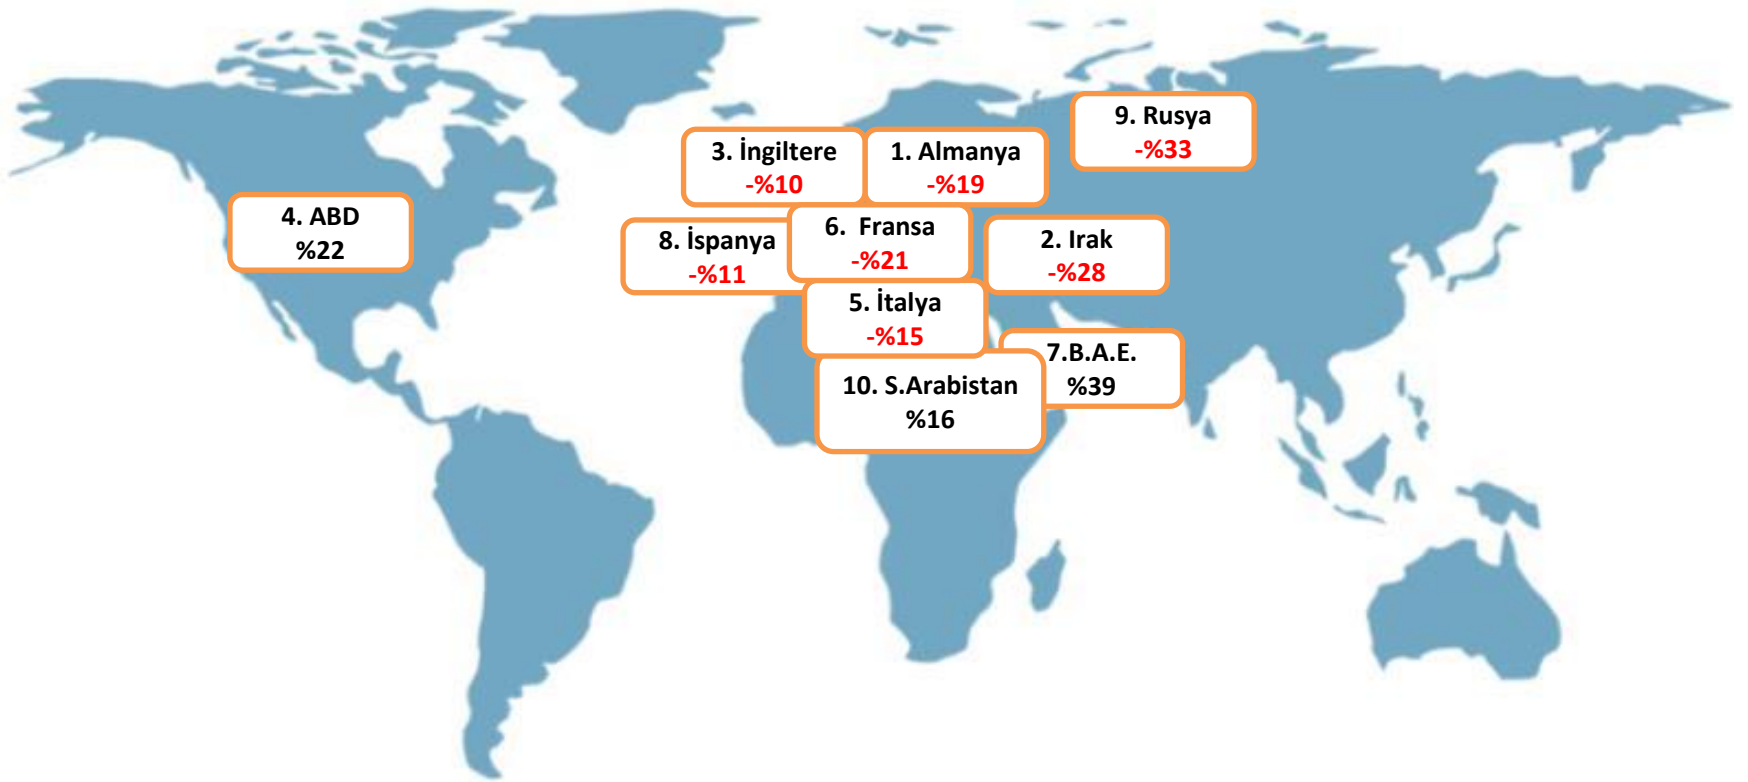 9. Rusya
-%33
3. İngiltere
-%10
1. Almanya
-%19
4. ABD
%22
8. İspanya
-%11
6. Fransa
-%21
2. Irak
-%28
5. İtalya
-%15
7.B.A.E.
%39
10. S.Arabistan
%16